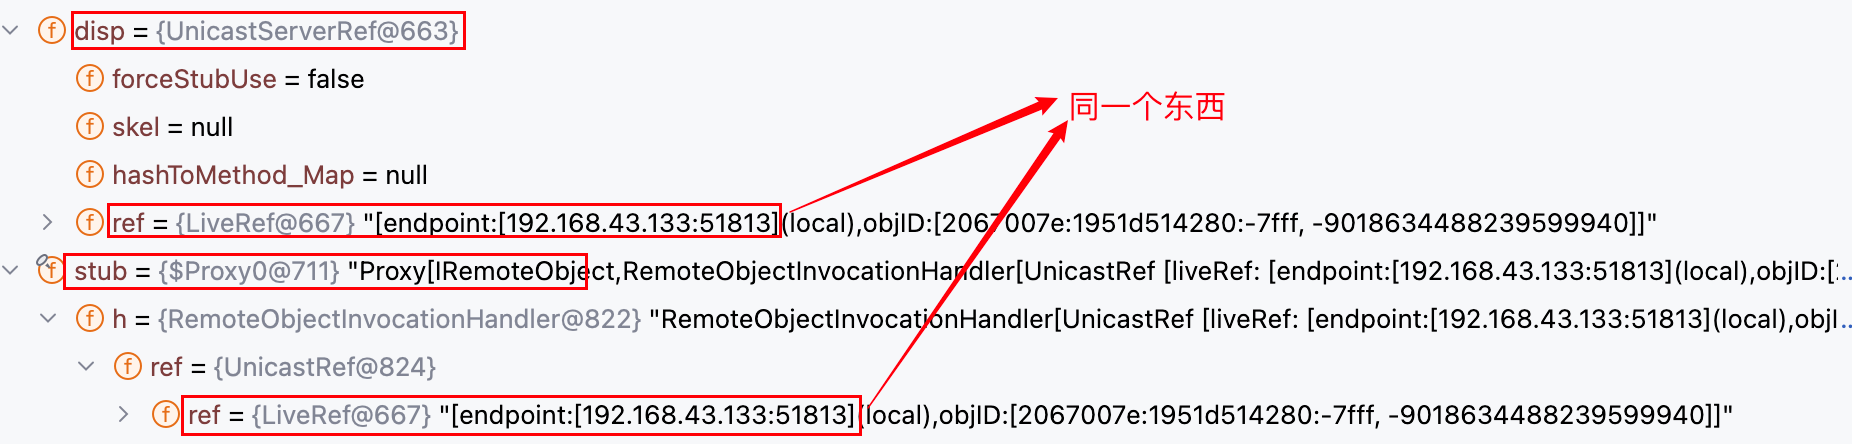 disp = {UnicastServerRef@663}
forceStubUse = false
同一个东西
skel = null
hashToMethod_Map = null
ref = {LiveRef@667} "[endpoint:[192.168.43.133:51813](local),objID:[2067007e:1951d514280:-7fff, -9018634488239599940]]"
stub = {$Proxy0@711} "Proxy[IRemoteObject,RemoteObjectInvocationHandler[UnicastRef [liveRef: [endpoint:[192.168.43.133:51813](local),objID:[2...
h = {RemoteObjectInvocationHandler@822} "RemoteObjectInvocationHandler[UnicastRef [liveRef: [endpoint:[192.168.43.133:51813](local),objI...
ref = {UnicastRef@824}
ref = {LiveRef@667} "[endpoint:[192.168.43.133:51813](local),objID:[2067007e:1951d514280:-7fff, -9018634488239599940]]"